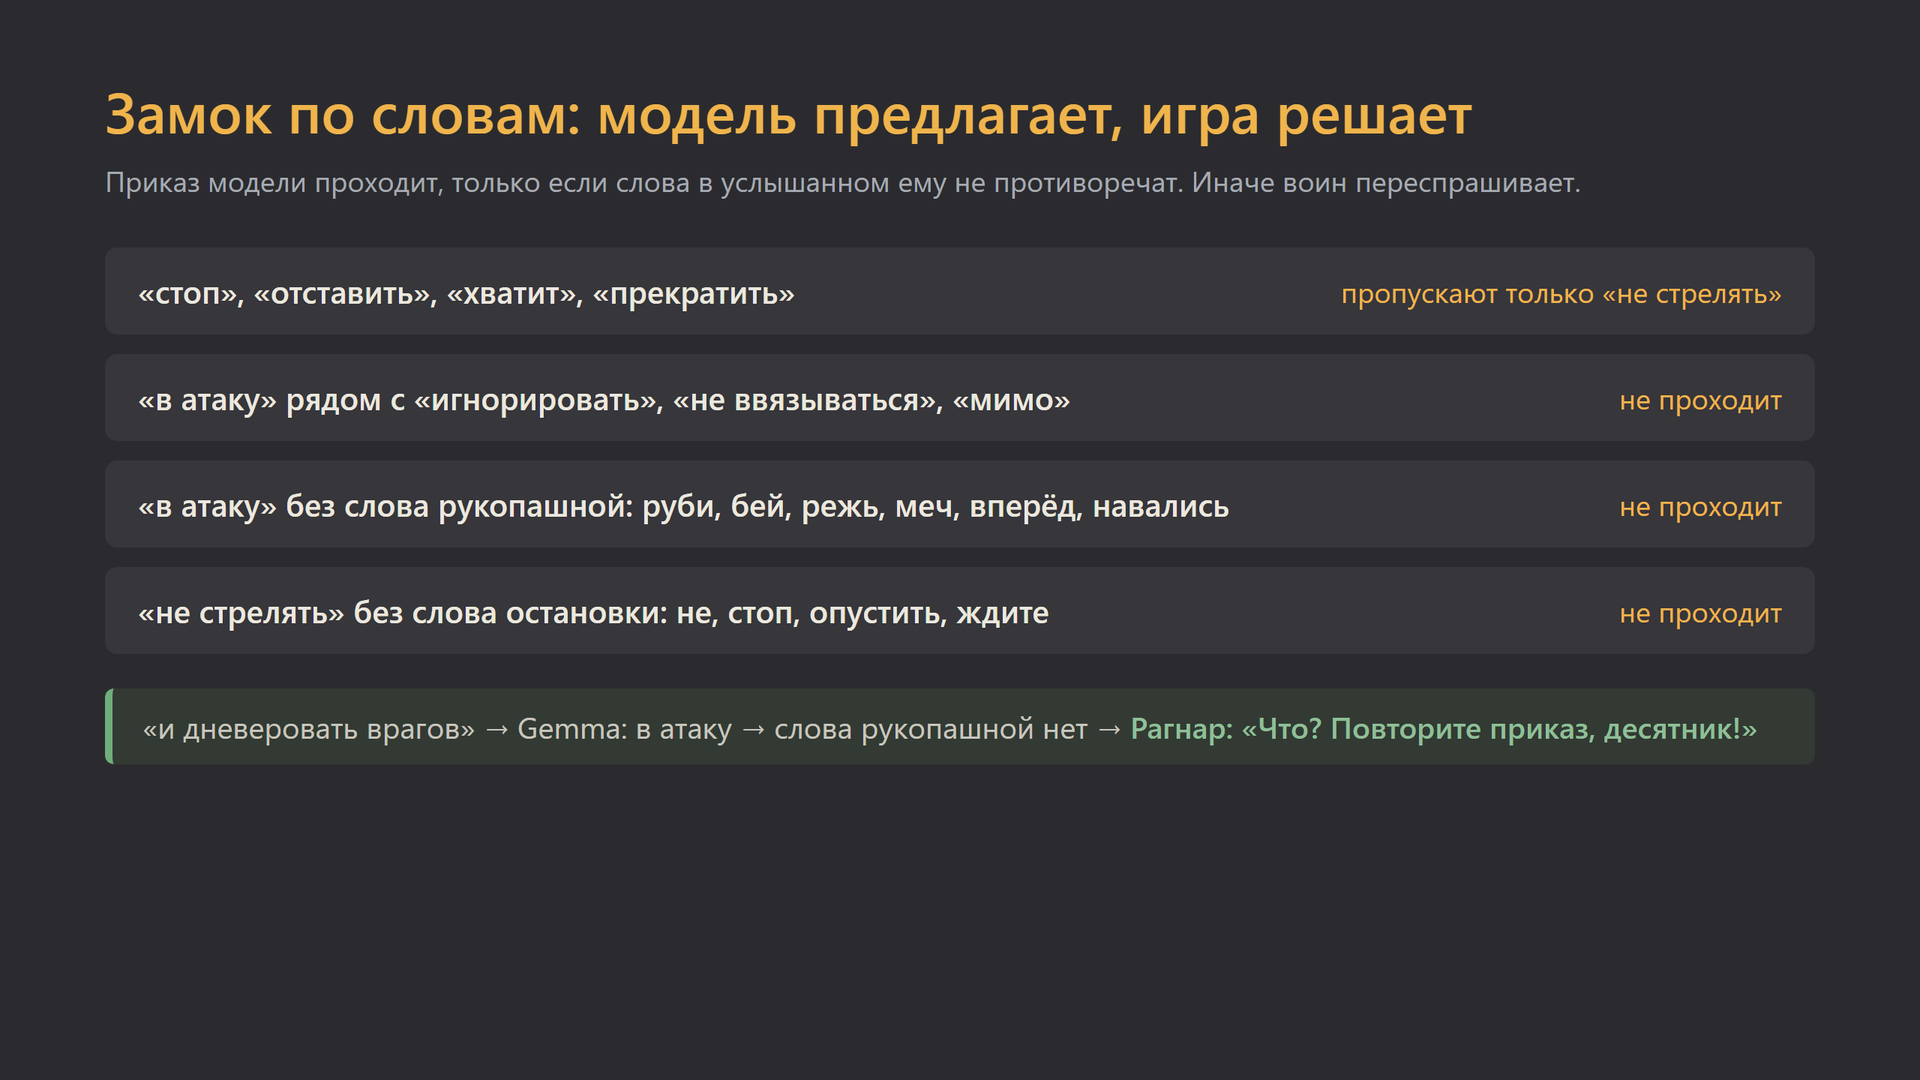 Замок по словам: модель предлагает, игра решает
Приказ модели проходит, только если слова в услышанном ему не противоречат. Иначе воин переспрашивает.
«стоп», «отставить», «хватит», «прекратить» пропускают только «не стрелять»
«в атаку» рядом с «игнорировать», «не ввязываться», «мимо» не проходит
«в атаку» без слова рукопашной: руби, бей, режь, меч, вперёд, навались не проходит
«не стрелять» без слова остановки: не, стоп, опустить, ждите не проходит
«и дневеровать врагов» → Gemma: в атаку → слова рукопашной нет → Рагнар: «Что? Повторите приказ, десятник!»